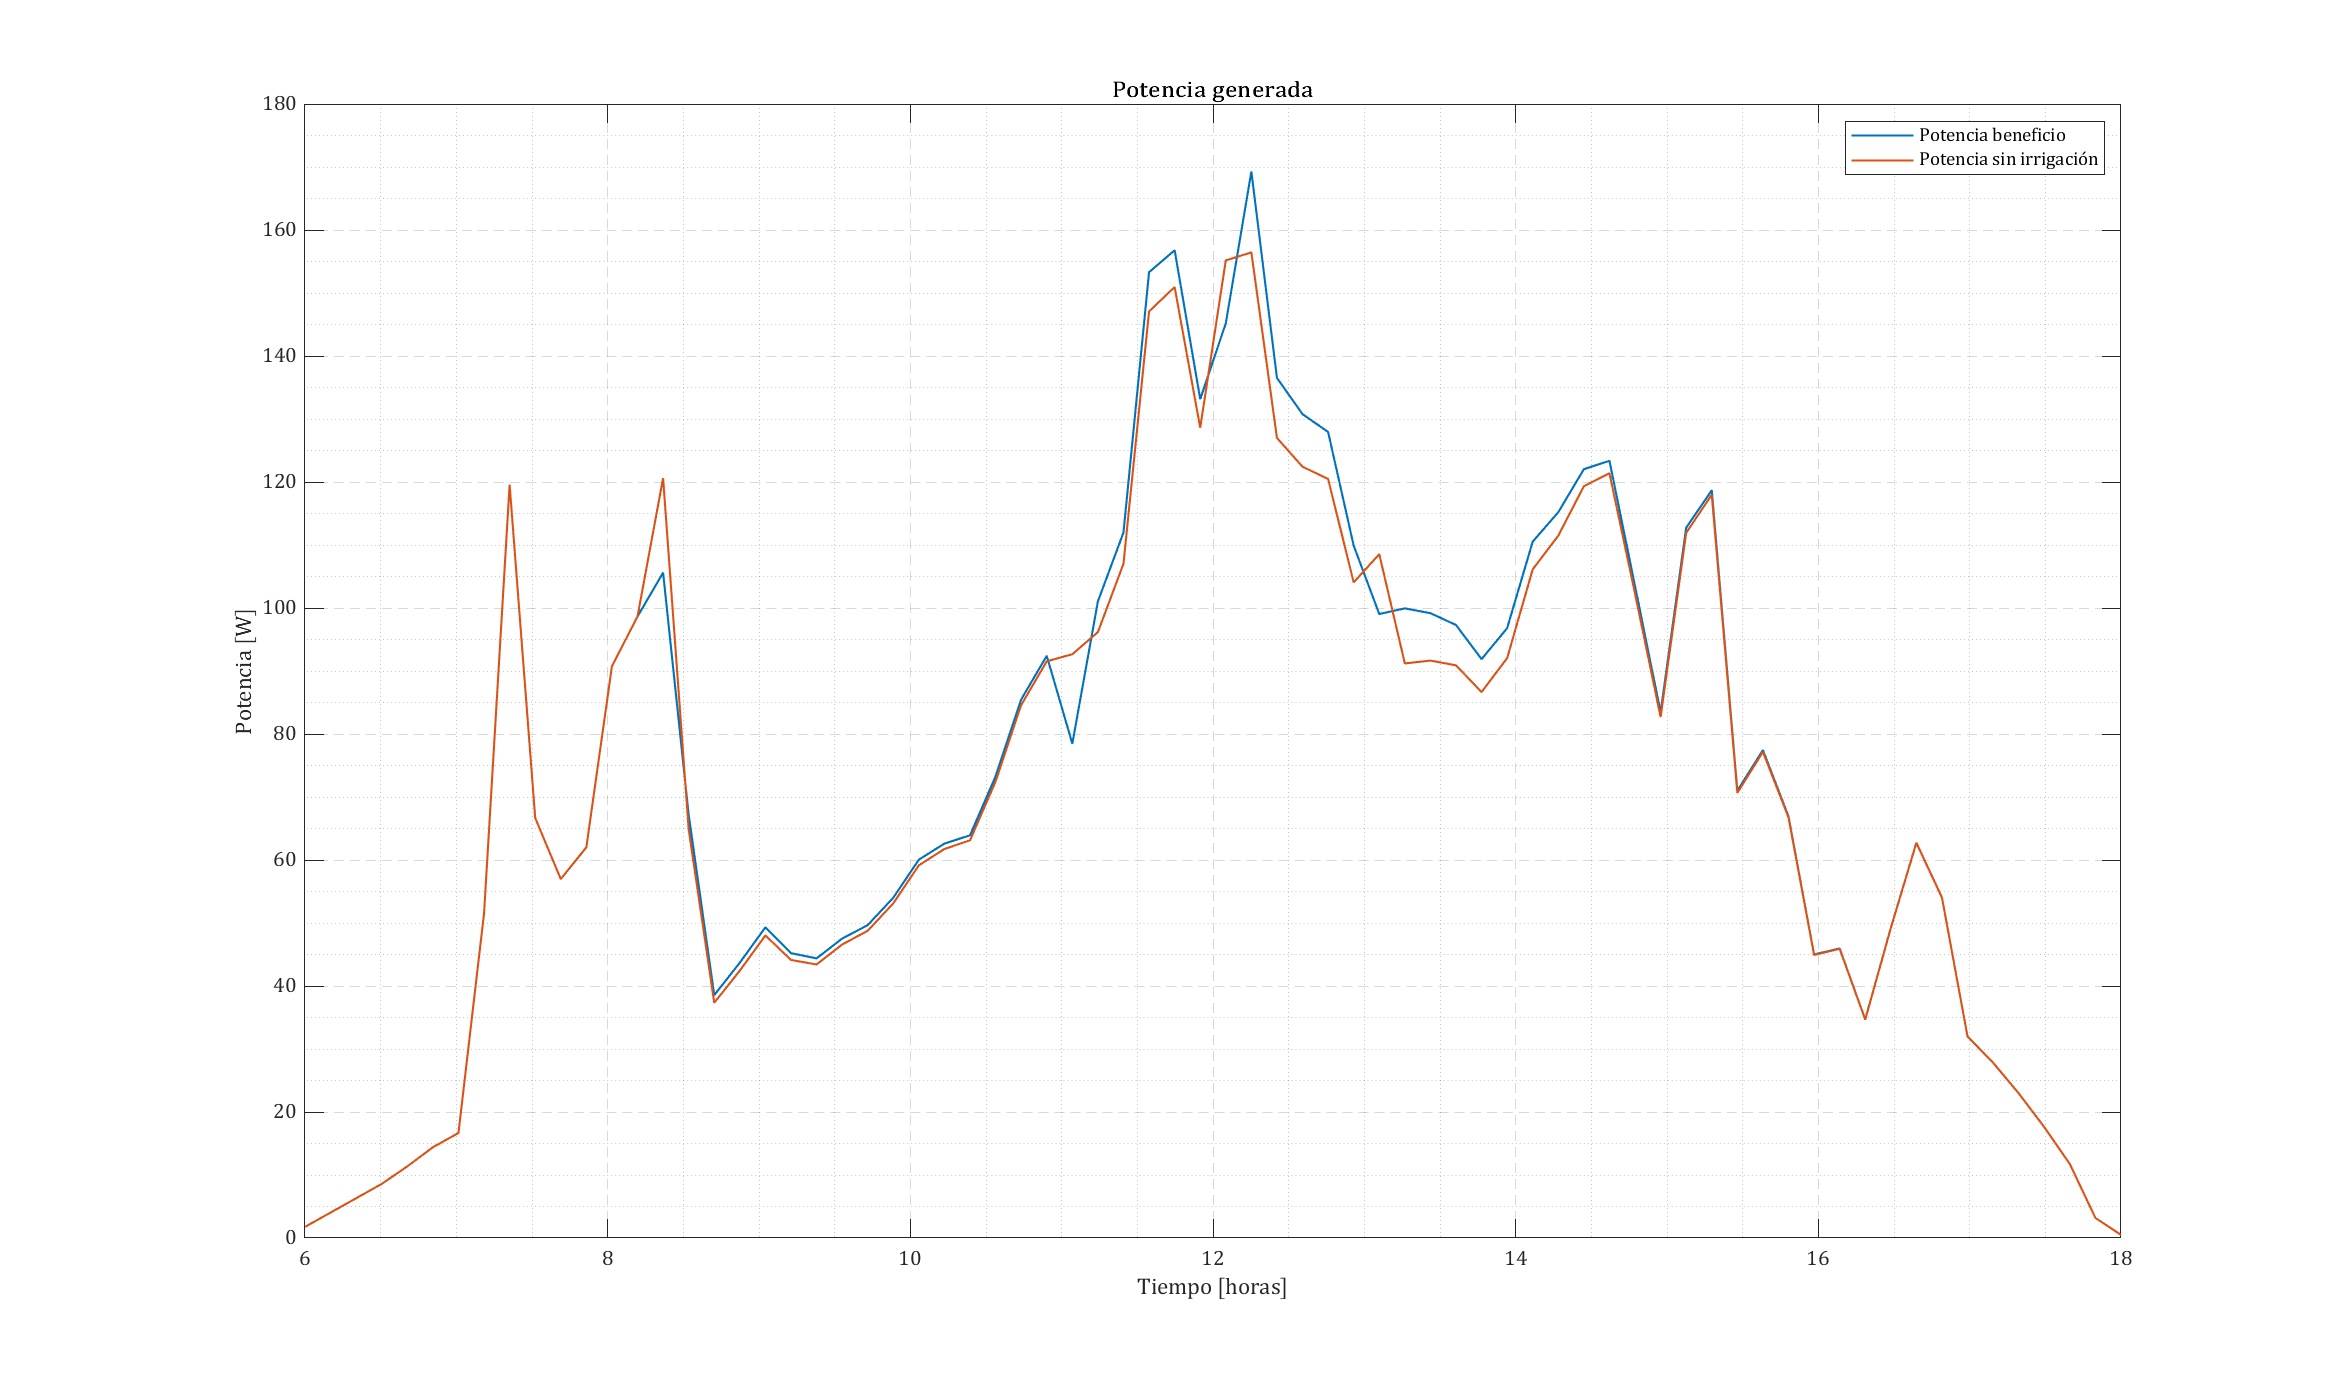 Potencia generada
180
160
140
120
100
80
60
40
20
0
Potencia [W]
Potencia beneficio
Potencia sin irrigación
6 8 10 12 14 16 18
Tiempo [horas]